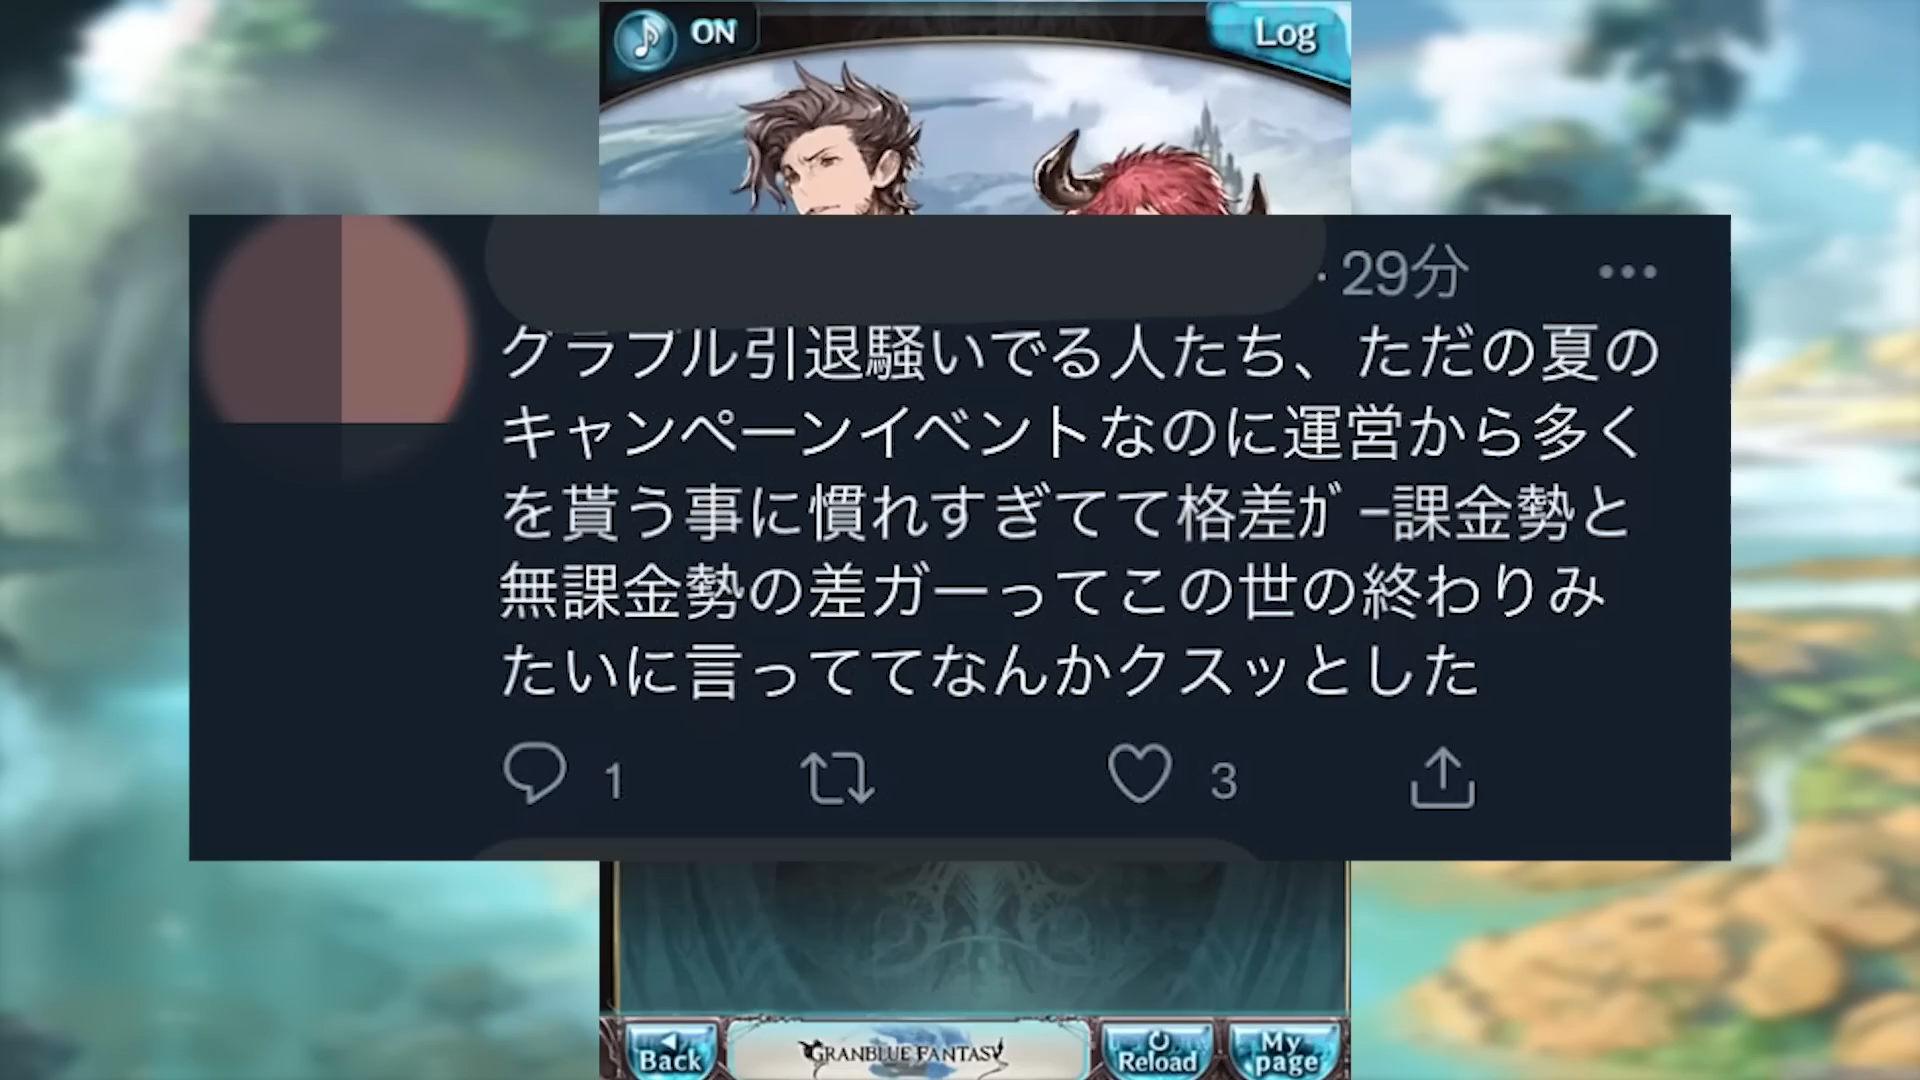 ON
Log
・29分
グラブル引退騒いでる人たち、ただの夏の
キャンペーンイベントなのに運営から多く
を貰う事に慣れすぎてて格差ｶﾞｰ課金勢と
無課金勢の差ガーってこの世の終わりみ
たいに言っててなんかクスッとした
1
3
Back
GRANBLUE FANTASY
Reload
My
page